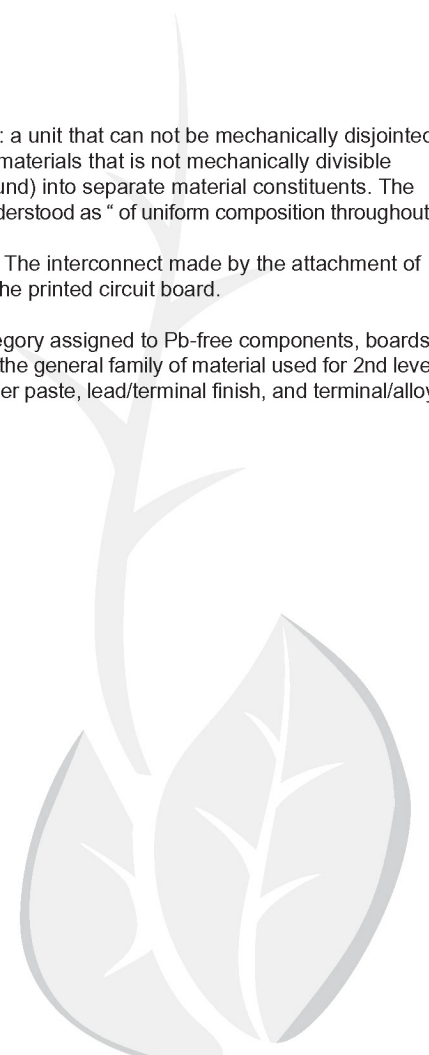 : a unit that can not be mechanically disjointed
materials that is not mechanically divisible
und) into separate material constituents. The
derstood as “ of uniform composition throughout
The interconnect made by the attachment of
he printed circuit board.
egory assigned to Pb-free components, boards
the general family of material used for 2nd leve
er paste, lead/terminal finish, and terminal/alloy